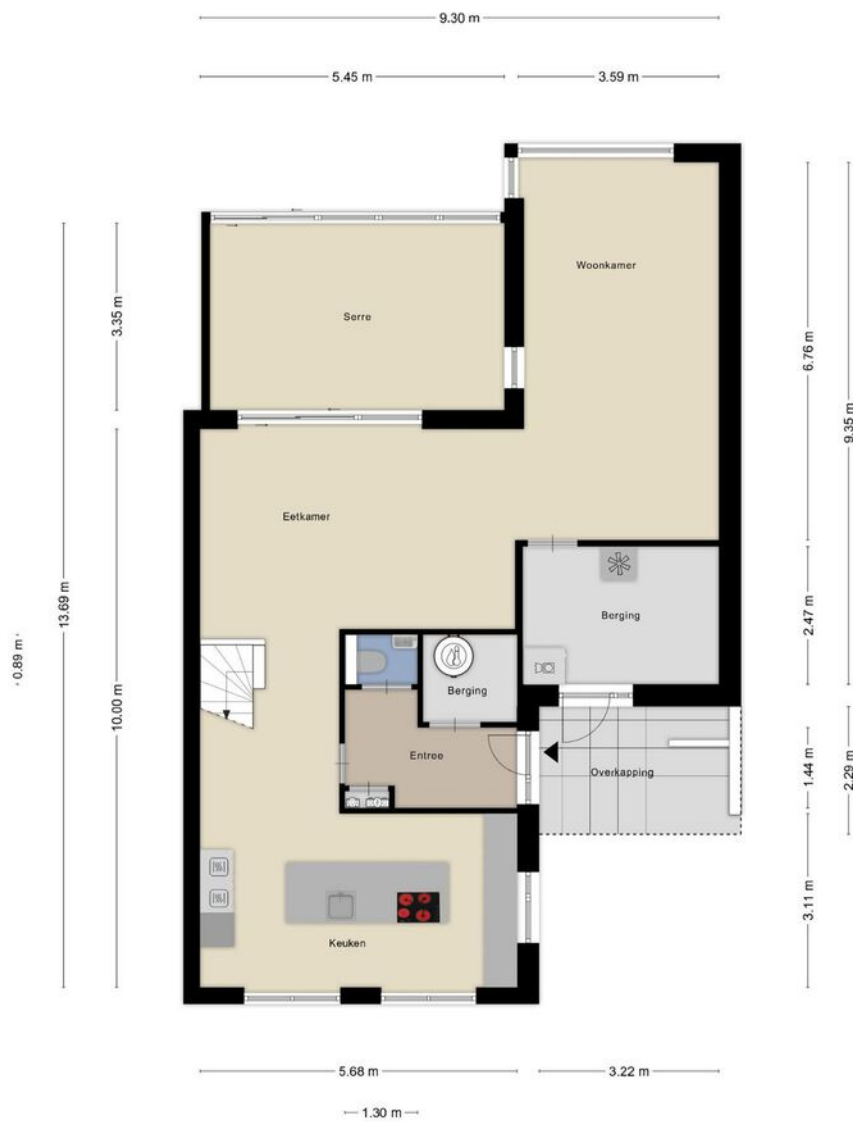 9.30 m
5.45 m
3.59 m
Woonkamer
Serre
3.35 m
6.76 m
9.35 m
Eetkamer
13.69 m
10.00 m
0.89 m
Berging
2.47 m
Berging
Entree
Overkapping
1.44 m
2.29 m
3.11 m
Keuken
5.68 m
3.22 m
1.30 m